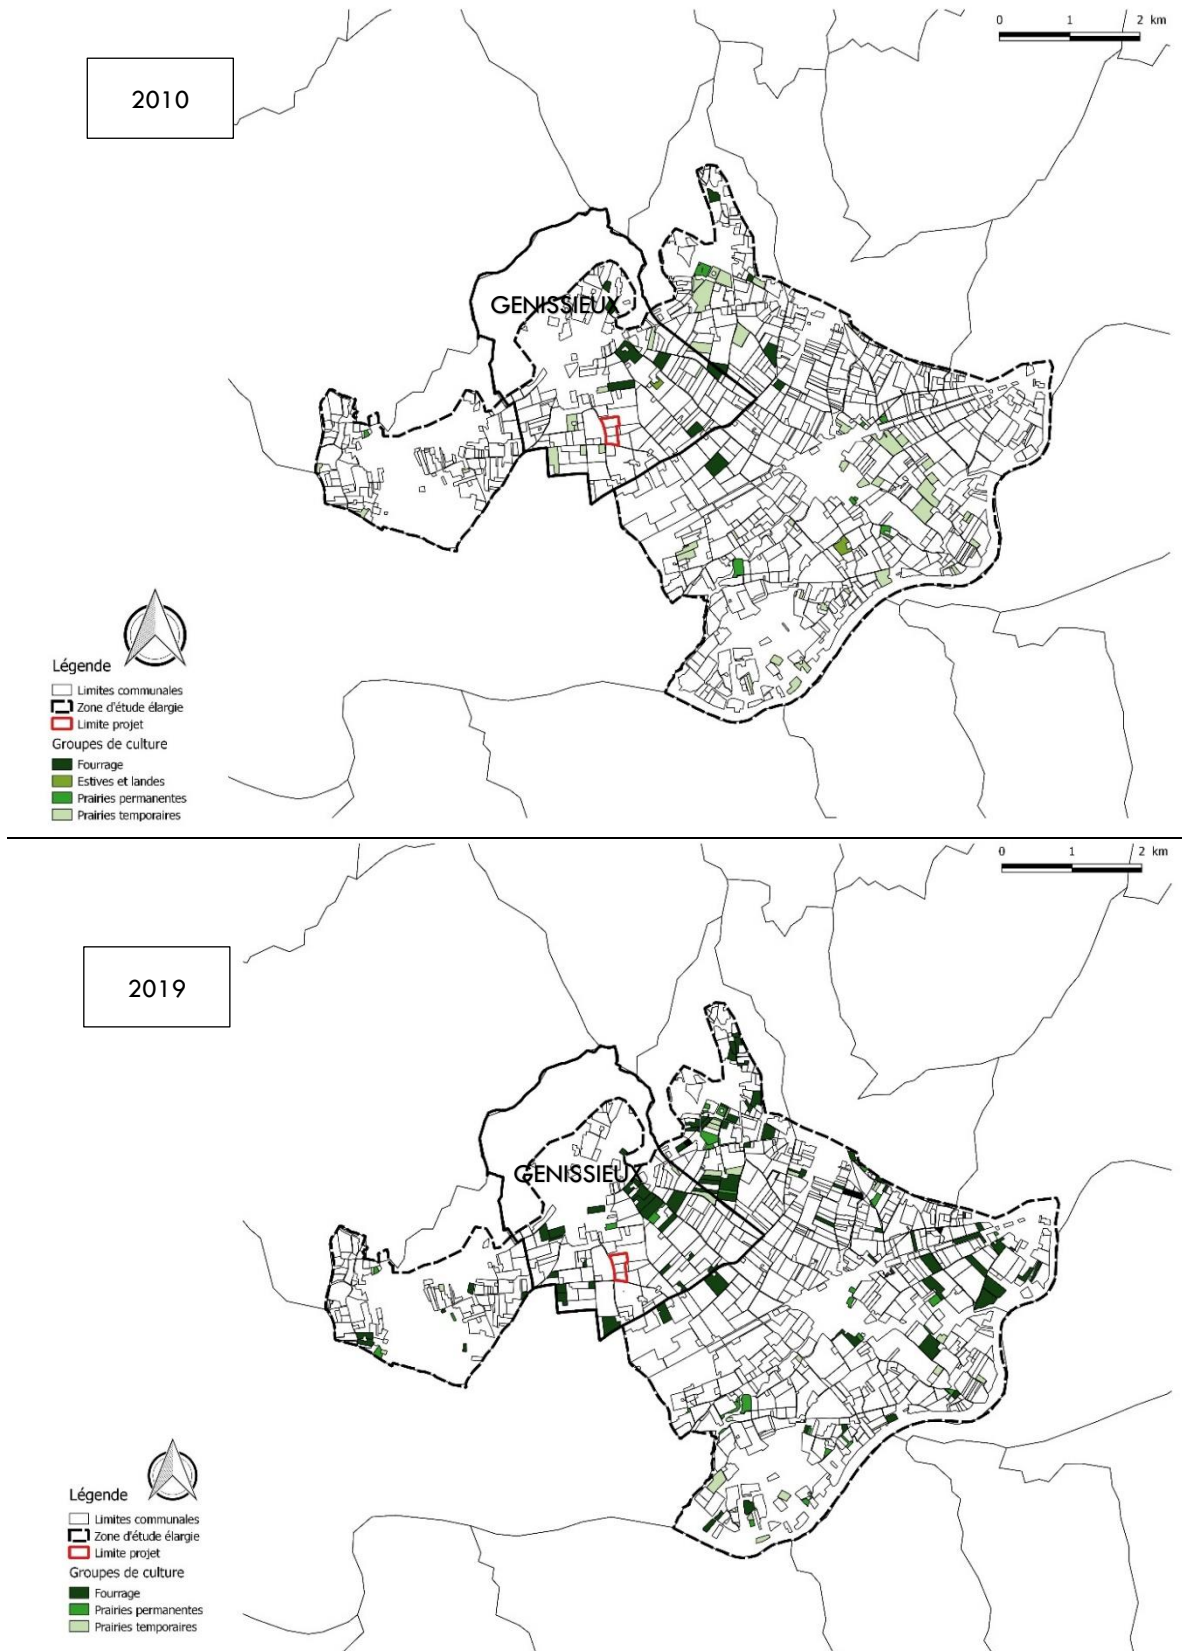 0 1 2 km
2010
GENISSIEUX
Légende
Limites communales
Zone d'étude élargie
Limite projet
Groupes de culture
Fourrage
Estives et landes
Prairies permanentes
Prairies temporaires
0 1 2 km
2019
GENISSIEUX
Légende
Limites communales
Zone d'étude élargie
Limite projet
Groupes de culture
Fourrage
Prairies permanentes
Prairies temporaires